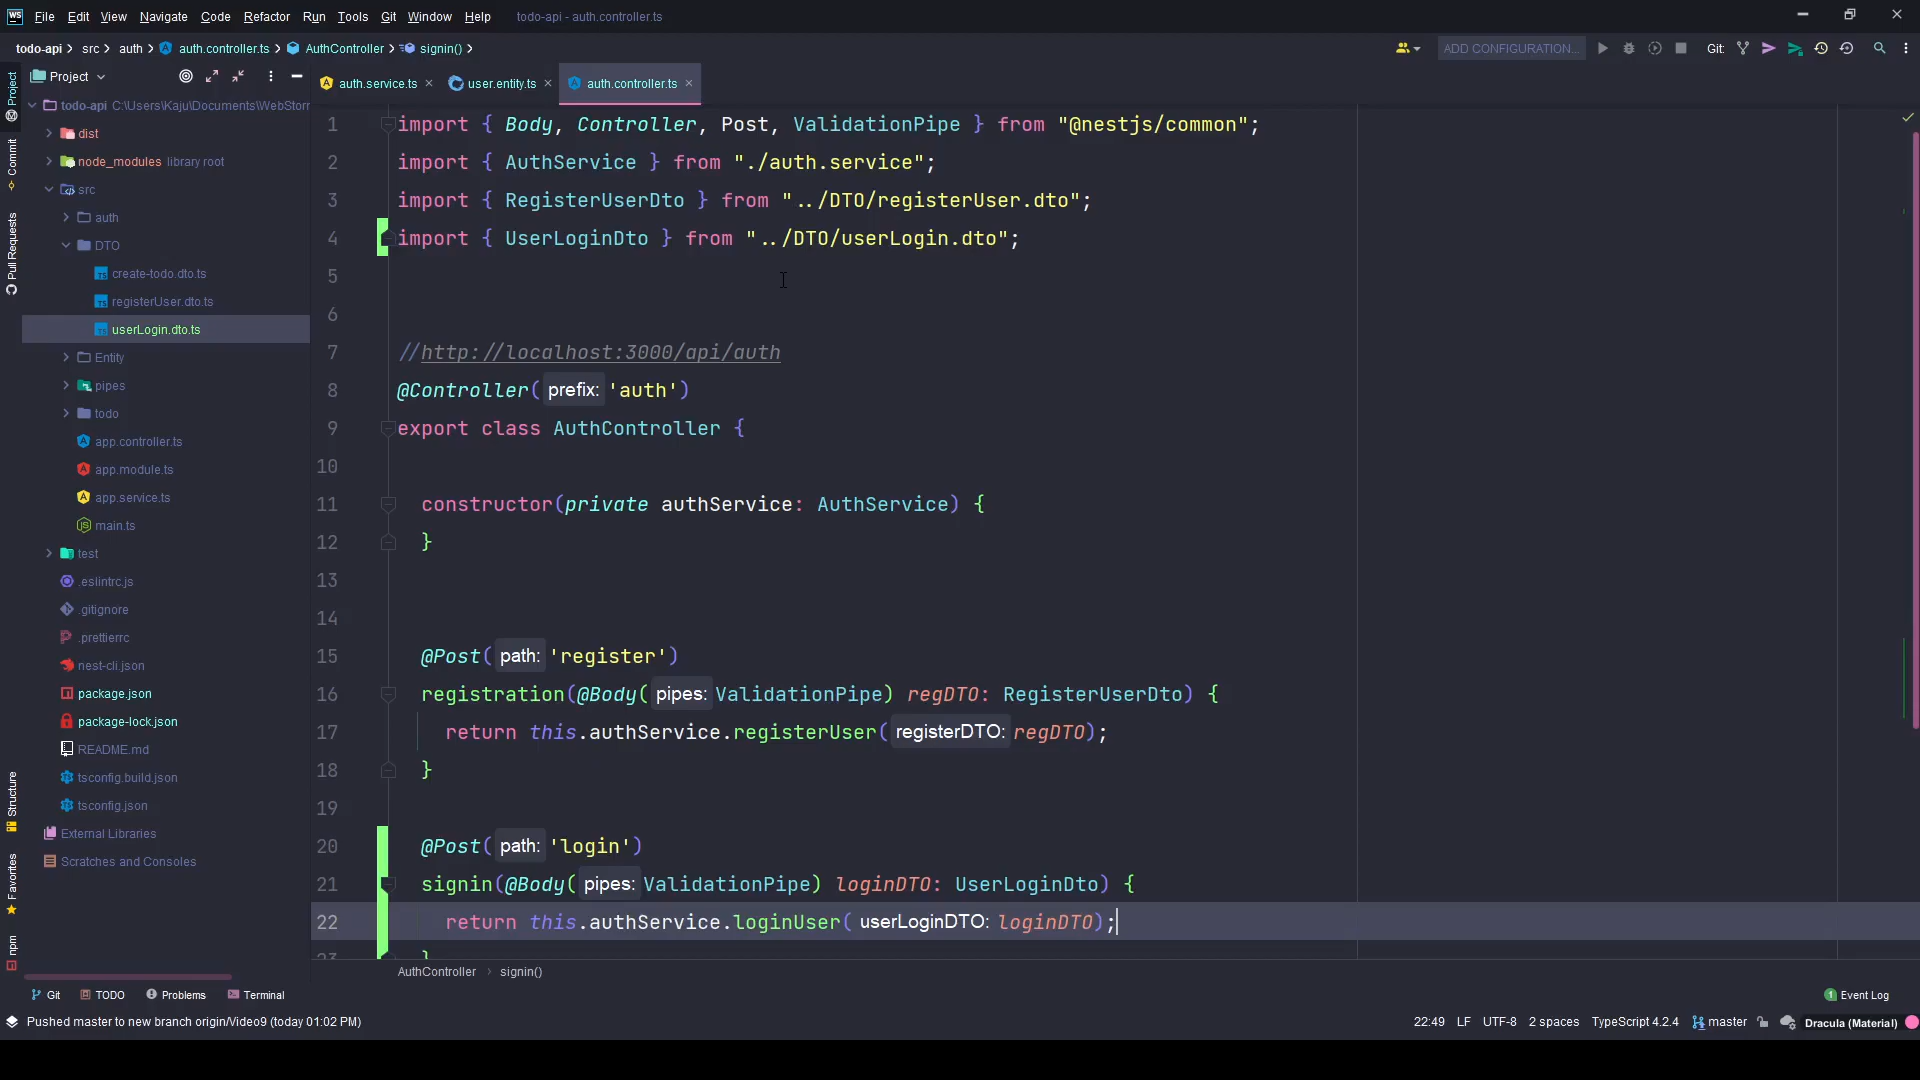 WS File Edit View Navigate Code Refactor Run Tools Git Window Help todo-api - auth.controller.ts
todo-api src auth auth.controller.ts AuthController signin() ADD CONFIGURATION... Git:
Project
auth.service.ts user.entity.ts auth.controller.ts
Project
Commit
Pull Requests
Structure
Favorites
npm
todo-api C:\Users\Kaju\Documents\WebStorr
dist
node_modules library root
src
auth
DTO
create-todo.dto.ts
registerUser.dto.ts
userLogin.dto.ts
Entity
pipes
todo
app.controller.ts
app.module.ts
app.service.ts
main.ts
test
.eslintrc.js
.gitignore
.prettierrc
nest-cli.json
package.json
package-lock.json
README.md
tsconfig.build.json
tsconfig.json
External Libraries
Scratches and Consoles
1 import { Body, Controller, Post, ValidationPipe } from "@nestjs/common";
2 import { AuthService } from "./auth.service";
3 import { RegisterUserDto } from "../DTO/registerUser.dto";
4 import { UserLoginDto } from "../DTO/userLogin.dto";
5
6
7 //http://localhost:3000/api/auth
8 @Controller( prefix: 'auth')
9 export class AuthController {
10
11 constructor(private authService: AuthService) {
12 }
13
14
15 @Post( path: 'register')
16 registration(@Body( pipes: ValidationPipe) regDTO: RegisterUserDto) {
17 return this.authService.registerUser( registerDTO: regDTO);
18 }
19
20 @Post( path: 'login')
21 signin(@Body( pipes: ValidationPipe) loginDTO: UserLoginDto) {
22 return this.authService.loginUser( userLoginDTO: loginDTO);
23 }
AuthController signin()
Git TODO Problems Terminal 1 Event Log
Pushed master to new branch origin/Video9 (today 01:02 PM) 22:49 LF UTF-8 2 spaces TypeScript 4.2.4 master Dracula (Material)